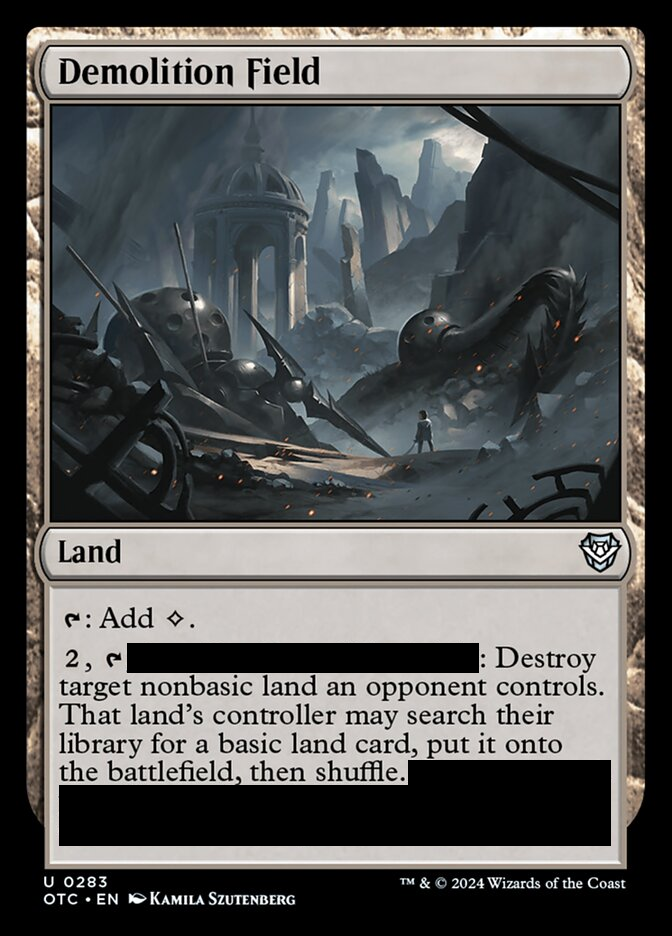 Demolition Field
Land
T: Add C.
2, T : Destroy
target nonbasic land an opponent controls.
That land's controller may search their
library for a basic land card, put it onto
the battlefield, then shuffle.
U 0283
OTC • EN Kamila Szutenberg
™ & © 2024 Wizards of the Coast